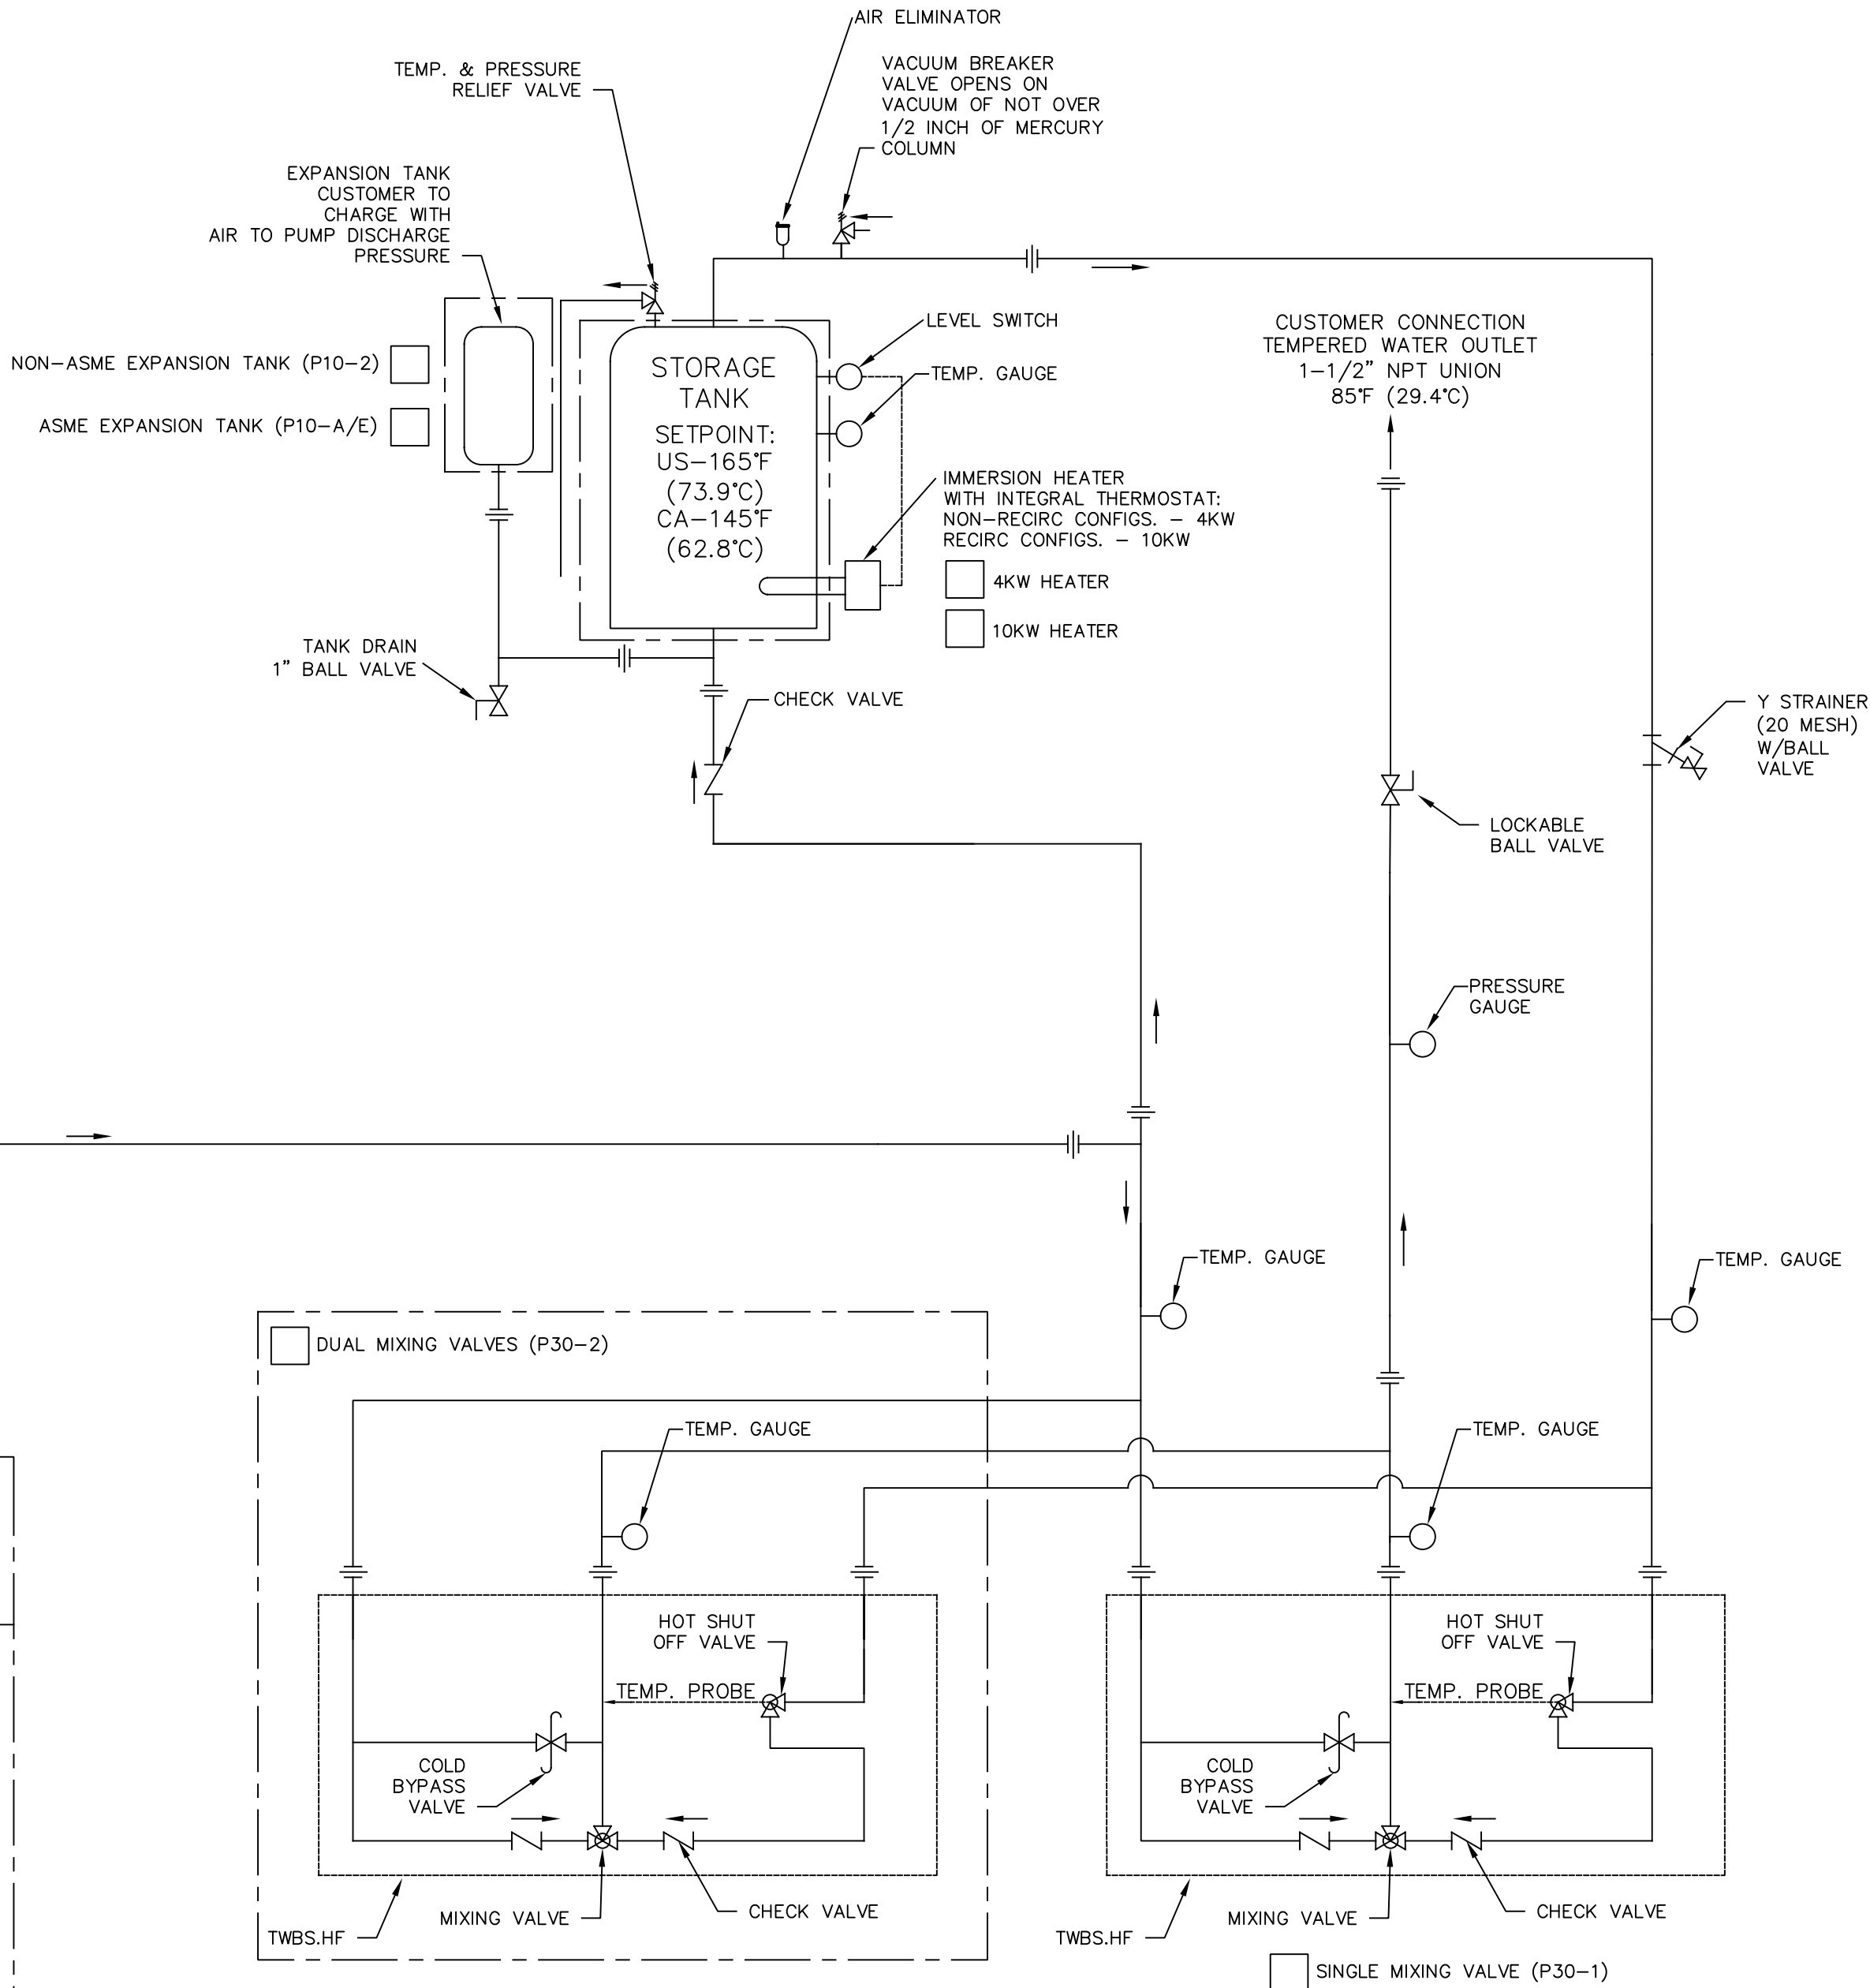 AIR ELIMINATOR
VACUUM BREAKER
VALVE OPENS ON
VACUUM OF NOT OVER
1/2 INCH OF MERCURY
COLUMN
TEMP. & PRESSURE
RELIEF VALVE
EXPANSION TANK
CUSTOMER TO
CHARGE WITH
AIR TO PUMP DISCHARGE
PRESSURE
NON-ASME EXPANSION TANK (P10-2)
ASME EXPANSION TANK (P10-A/E)
STORAGE
TANK
SETPOINT:
US-165°F
(73.9°C)
CA-145°F
(62.8°C)
LEVEL SWITCH
TEMP. GAUGE
IMMERSION HEATER
WITH INTEGRAL THERMOSTAT:
NON-RECIRC CONFIGS. - 4KW
RECIRC CONFIGS. - 10KW
4KW HEATER
10KW HEATER
CUSTOMER CONNECTION
TEMPERED WATER OUTLET
1-1/2" NPT UNION
85°F (29.4°C)
TANK DRAIN
1" BALL VALVE
CHECK VALVE
Y STRAINER
(20 MESH)
W/BALL
VALVE
LOCKABLE
BALL VALVE
PRESSURE
GAUGE
TEMP. GAUGE
TEMP. GAUGE
DUAL MIXING VALVES (P30-2)
TEMP. GAUGE
TEMP. GAUGE
HOT SHUT
OFF VALVE
TEMP. PROBE
COLD
BYPASS
VALVE
MIXING VALVE
CHECK VALVE
TWBS.HF
HOT SHUT
OFF VALVE
TEMP. PROBE
COLD
BYPASS
VALVE
MIXING VALVE
CHECK VALVE
TWBS.HF
SINGLE MIXING VALVE (P30-1)